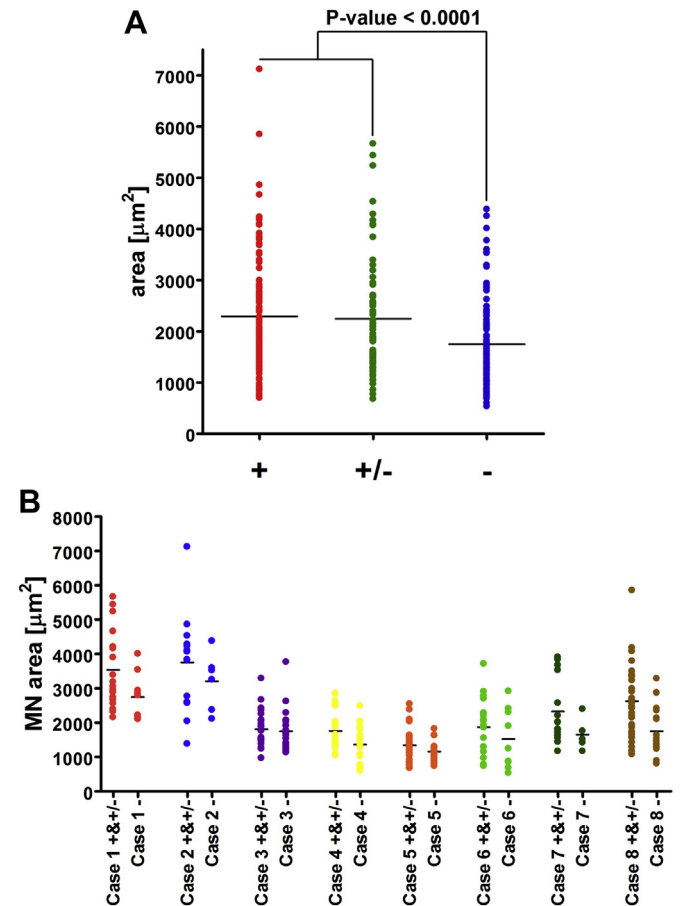 A
P-value < 0.0001
area [μm²]
7000
6000
5000
4000
3000
2000
1000
0
+ +/- -
B
MN area [μm²]
8000
7000
6000
5000
4000
3000
2000
1000
0
Case 1 +&+/-
Case 1 -
Case 2 +&+/-
Case 2 -
Case 3 +&+/-
Case 3 -
Case 4 +&+/-
Case 4 -
Case 5 +&+/-
Case 5 -
Case 6 +&+/-
Case 6 -
Case 7 +&+/-
Case 7 -
Case 8 +&+/-
Case 8 -